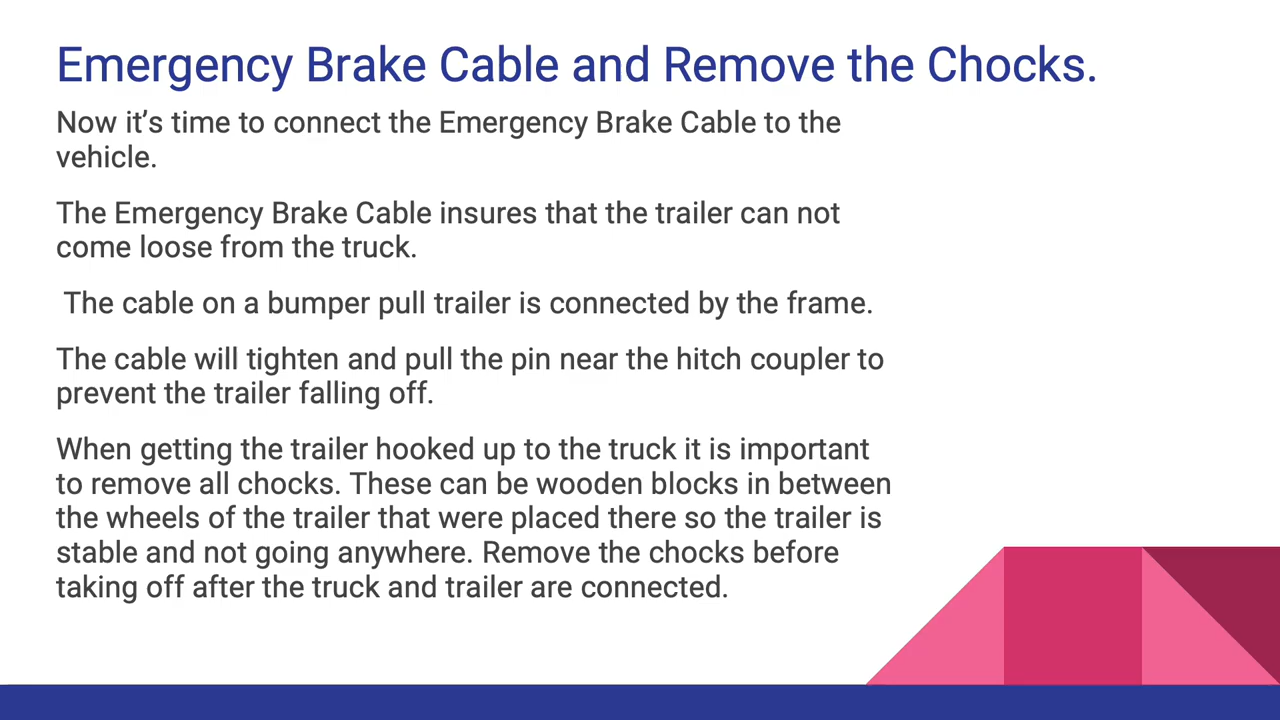 Emergency Brake Cable and Remove the Chocks.
Now it’s time to connect the Emergency Brake Cable to the
vehicle.
The Emergency Brake Cable insures that the trailer can not
come loose from the truck.
The cable on a bumper pull trailer is connected by the frame.
The cable will tighten and pull the pin near the hitch coupler to
prevent the trailer falling off.
When getting the trailer hooked up to the truck it is important
to remove all chocks. These can be wooden blocks in between
the wheels of the trailer that were placed there so the trailer is
stable and not going anywhere. Remove the chocks before
taking off after the truck and trailer are connected.